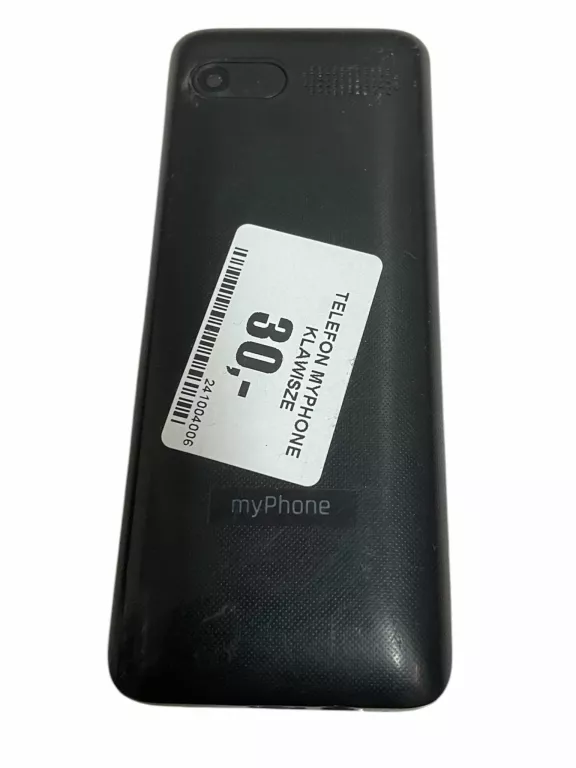 TELEFON MYPHONE
KLAWISZE
30,-
241004006
myPhone